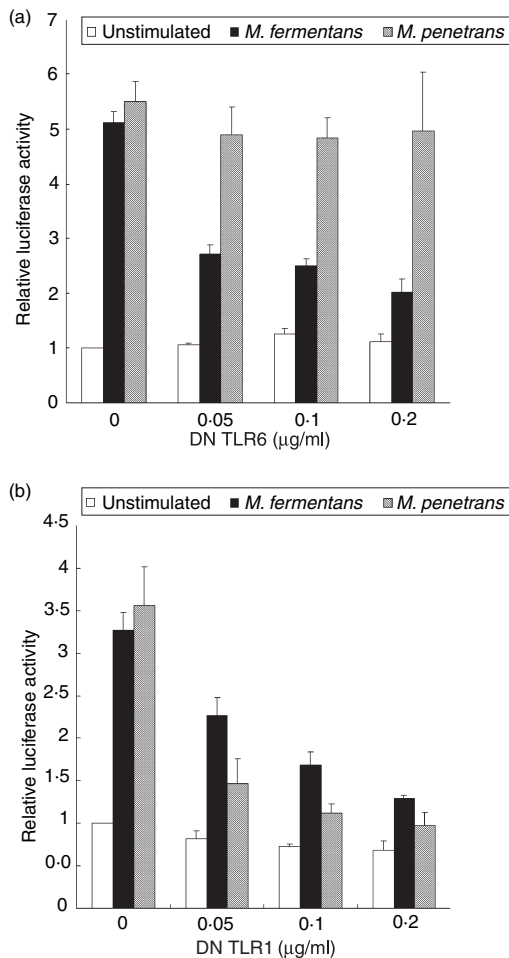 (a)
Unstimulated M. fermentans M. penetrans
7
6
5
4
3
2
1
0
Relative luciferase activity
0 0·05 0·1 0·2
DN TLR6 (μg/ml)
(b)
Unstimulated M. fermentans M. penetrans
4·5
4
3·5
3
2·5
2
1·5
1
0·0
0
Relative luciferase activity
0 0·05 0·1 0·2
DN TLR1 (μg/ml)